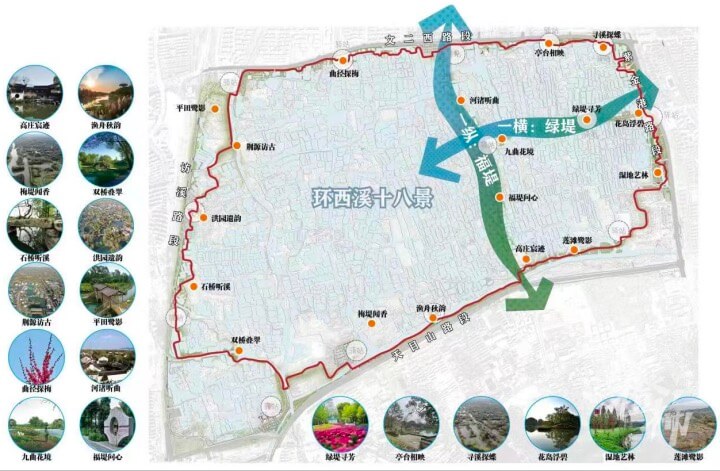 文二西路段
寻溪探蝶
亭台相映
紫金港路段
曲径探梅
河渚听曲
绿堤寻芳
花岛浮碧
平田鹭影
一横：绿堤
荆源访古
九曲花境
一纵：福堤
湿地艺林
访溪路段
环西溪十八景
福堤问心
洪园遗韵
莲滩鹭影
高庄宸迹
石桥听溪
梅堤闻香
渔舟秋韵
天目山路段
双桥叠翠
高庄宸迹
渔舟秋韵
梅堤闻香
双桥叠翠
石桥听溪
洪园遗韵
荆源访古
平田鹭影
曲径探梅
河渚听曲
九曲花境
福堤问心
绿堤寻芳
亭台相映
寻溪探蝶
花岛浮碧
湿地艺林
莲滩鹭影